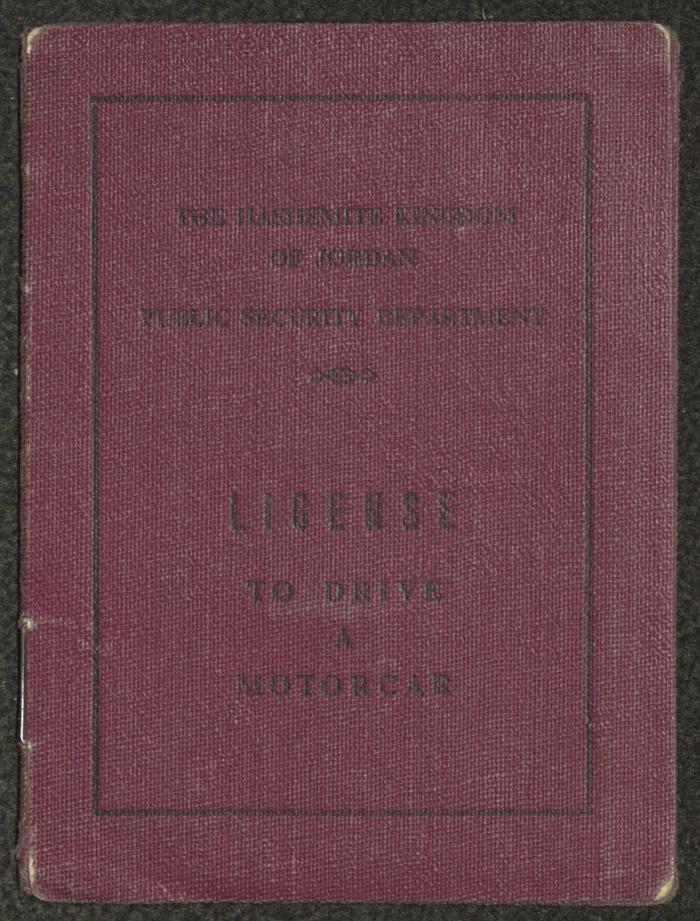 THE HASHEMITE KINGDOM
OF JORDAN
PUBLIC SECURITY DEPARTMENT
LICENSE
TO DRIVE
A
MOTORCAR